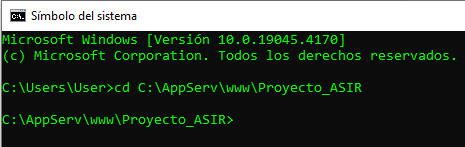 Símbolo del sistema
Microsoft Windows [Versión 10.0.19045.4170]
(c) Microsoft Corporation. Todos los derechos reservados.
C:\Users\User>cd C:\AppServ\www\Proyecto_ASIR
C:\AppServ\www\Proyecto_ASIR>